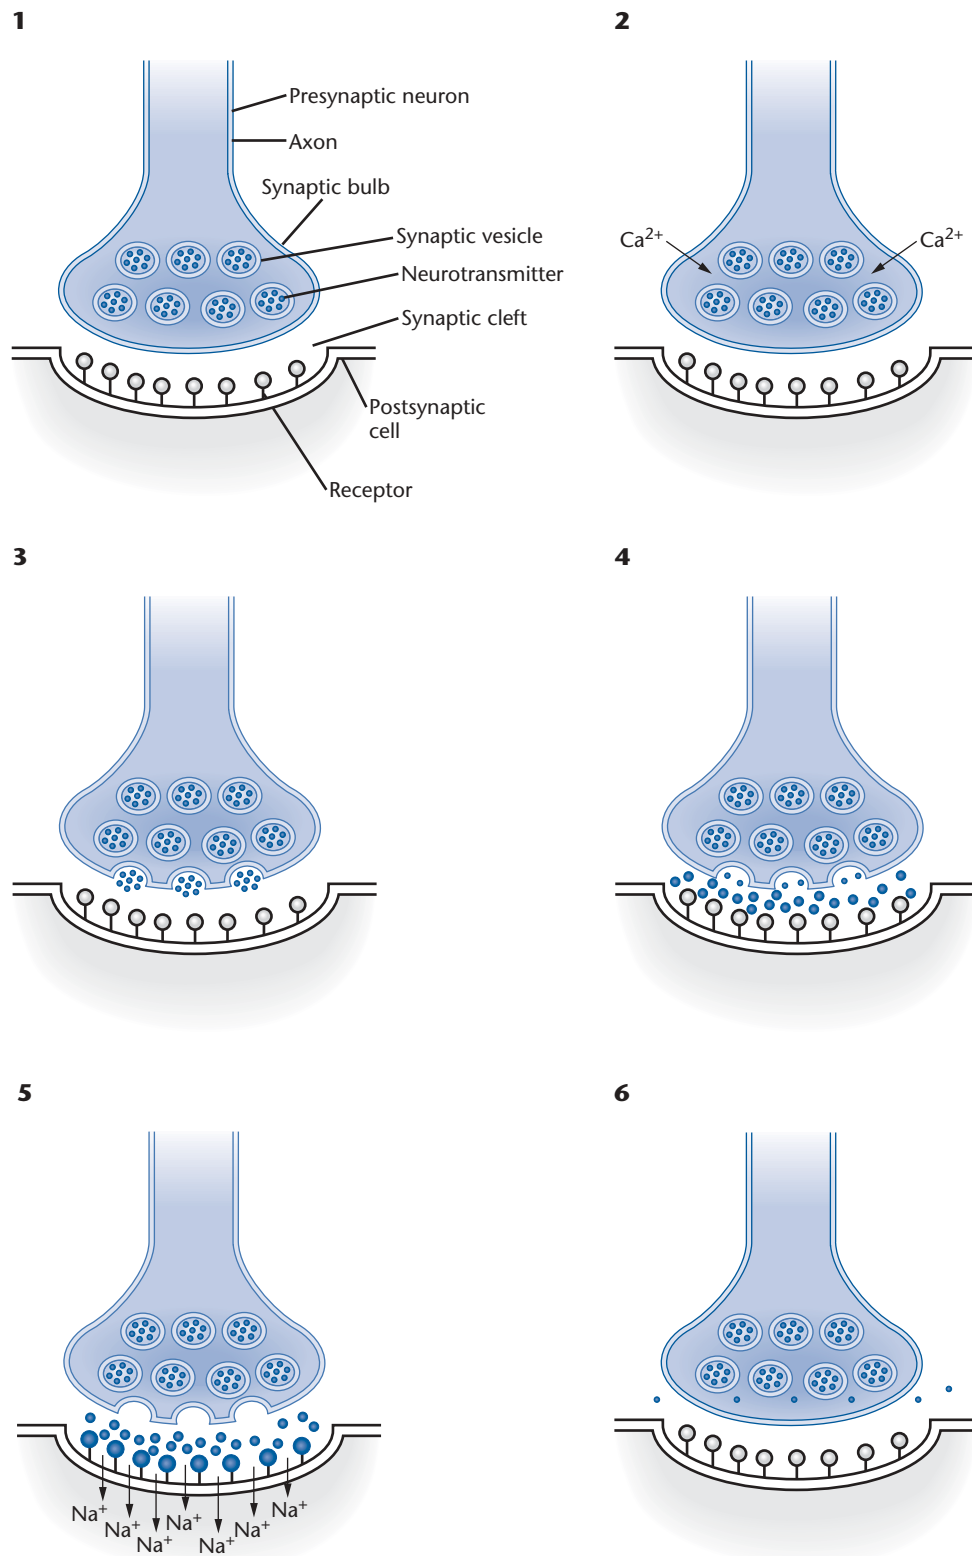 1
Presynaptic neuron
Axon
Synaptic bulb
Synaptic vesicle
Neurotransmitter
Synaptic cleft
Postsynaptic
cell
Receptor
2
Ca²⁺
Ca²⁺
3
4
5
Na⁺
Na⁺
Na⁺
Na⁺
Na⁺
Na⁺
Na⁺
6